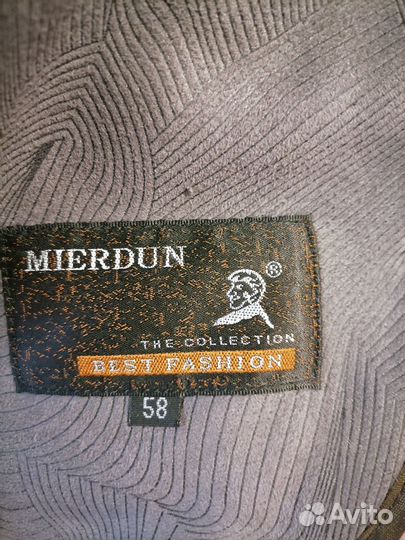 MIERDUN
®
THE COLLECTION
BEST FASHION
58
Avito